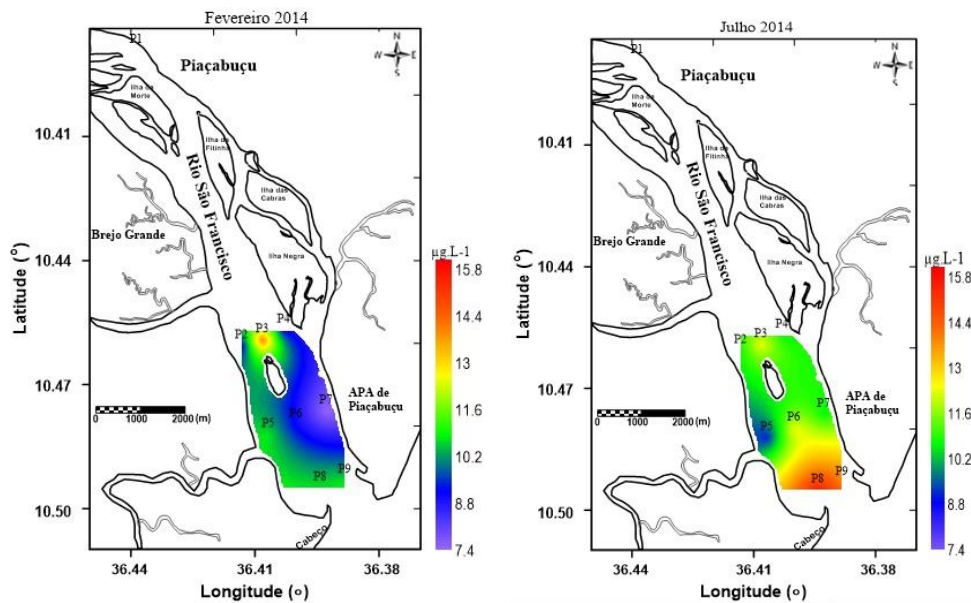 Fevereiro 2014
P1
Piaçabuçu
N
W E
S
Ilha da
Morte
Ilha da
Fitinha
Ilha das
Cabras
Rio São Francisco
Brejo Grande
Ilha Negra
P2 P3 P4
P5 P6 P7
P8 P9
APA de
Piaçabuçu
0 1000 2000 (m)
Cabeço
10.41
10.44
10.47
10.50
Latitude (°)
36.44 36.41 36.38
Longitude (o)
µg.L-1
15.8
14.4
13
11.6
10.2
8.8
7.4
Julho 2014
P1
Piaçabuçu
N
W E
S
Ilha da
Morte
Ilha da
Fitinha
Ilha das
Cabras
Rio São Francisco
Brejo Grande
Ilha Negra
P2 P3 P4
P5 P6 P7
P8 P9
APA de
Piaçabuçu
0 1000 2000 (m)
Cabeço
10.41
10.44
10.47
10.50
Latitude (°)
36.44 36.41 36.38
Longitude (o)
µg.L-1
15.8
14.4
13
11.6
10.2
8.8
7.4